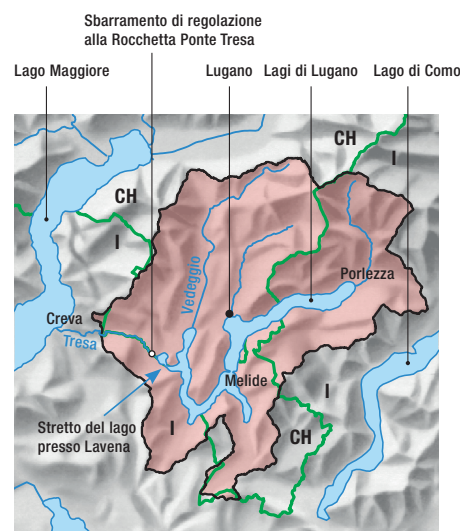 Sbarramento di regolazione
alla Rocchetta Ponte Tresa
Lago Maggiore
Lugano
Lagi di Lugano
Lago di Como
CH
I
CH
I
Vedeggio
Porlezza
Creva
Tresa
Melide
Stretto del lago
presso Lavena
I
I
CH